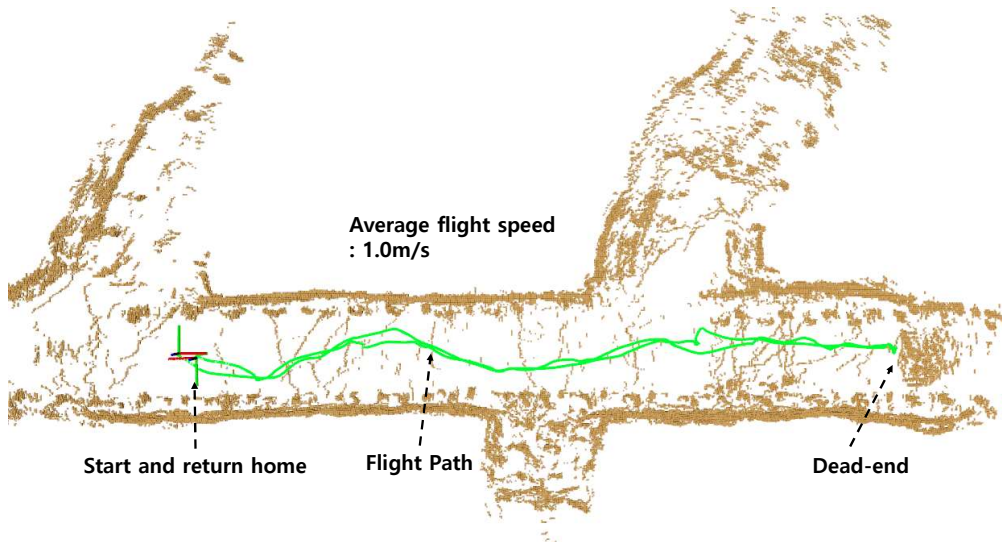 Average flight speed
: 1.0m/s
Start and return home
Flight Path
Dead-end